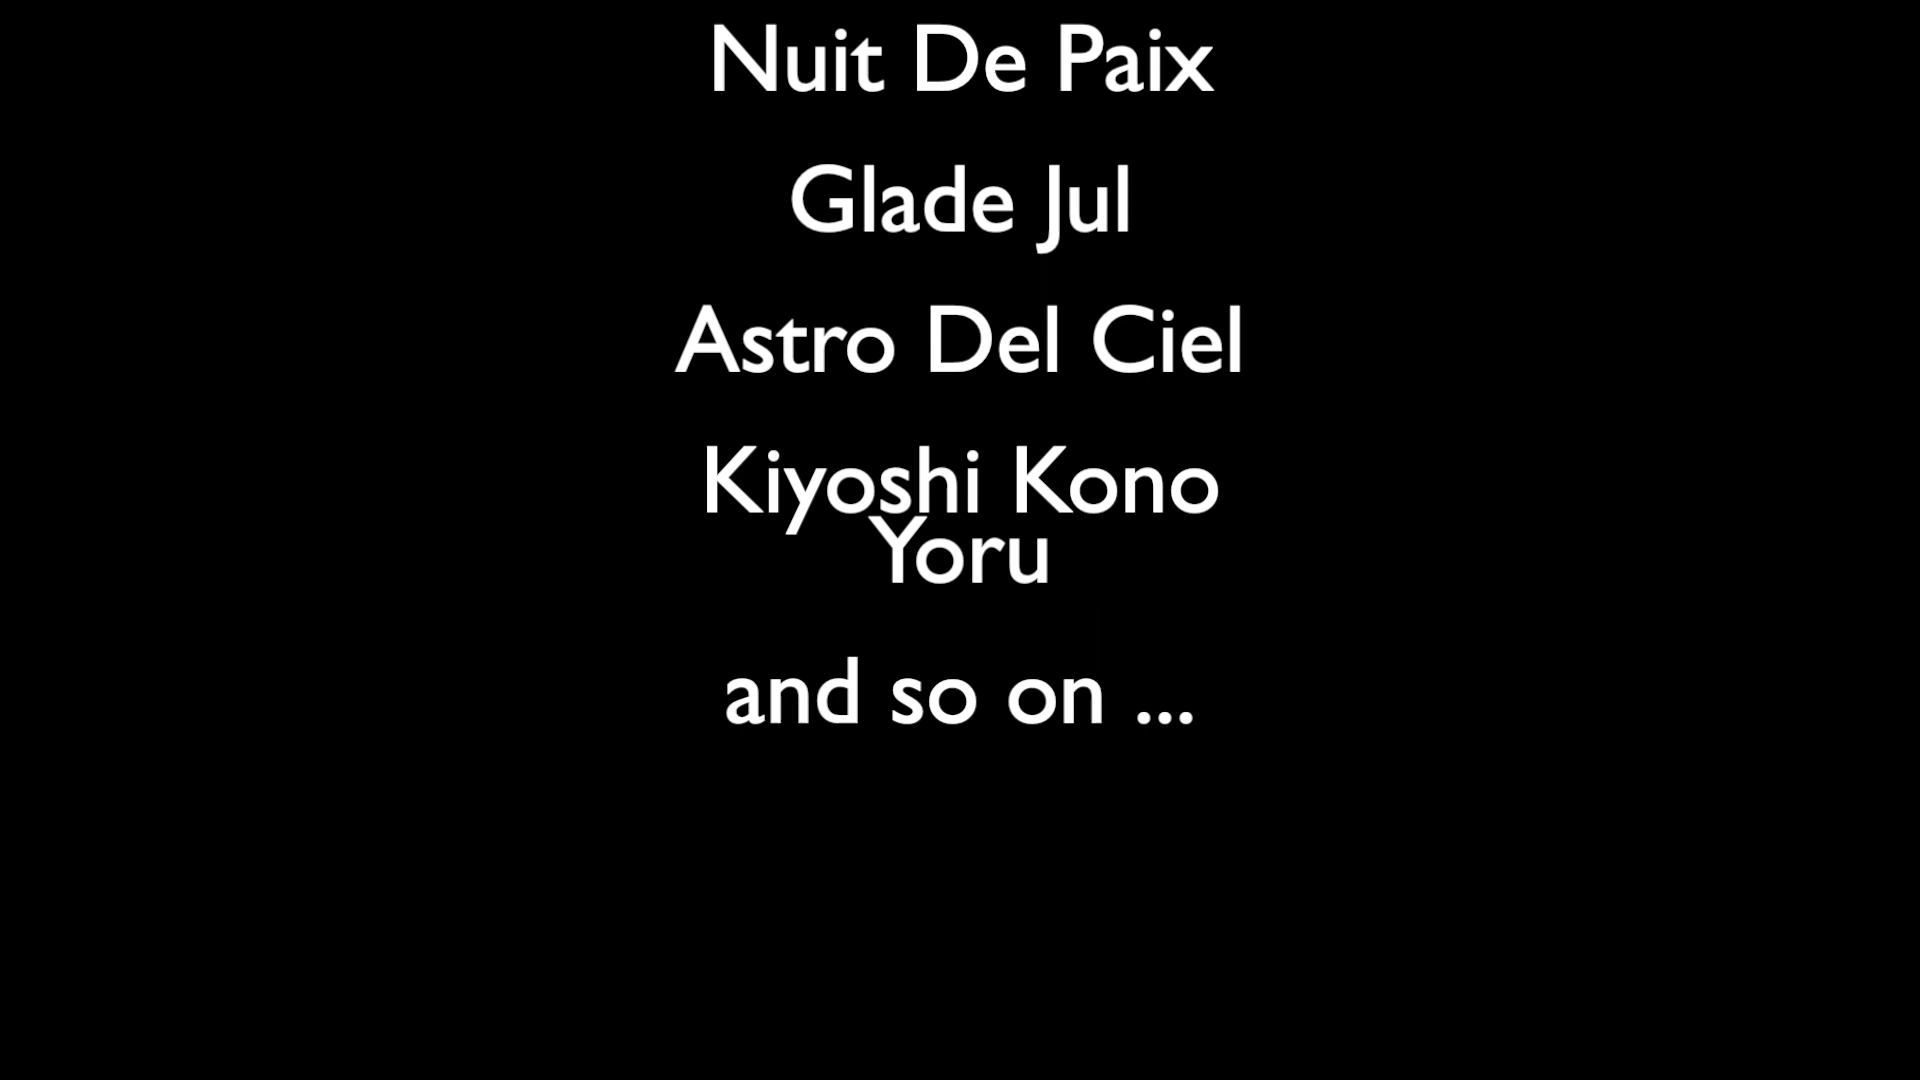 Nuit De Paix
Glade Jul
Astro Del Ciel
Kiyoshi Kono
Yoru
and so on ...